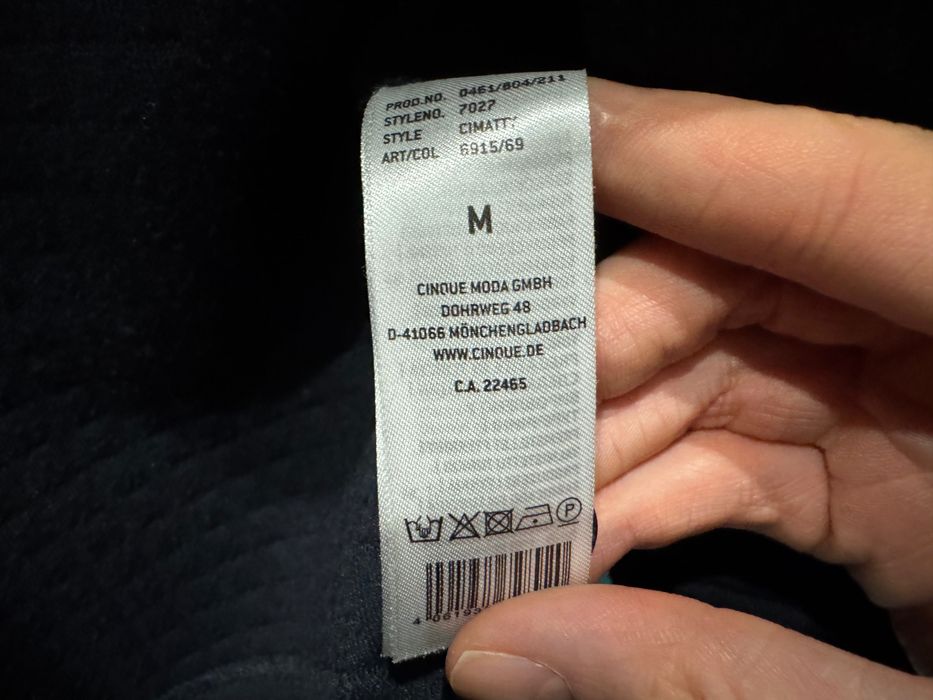 PROD.NO. 0461/804/211
STYLENO. 7027
STYLE CIMATTY
ART/COL 6915/69
M
CINQUE MODA GMBH
DOHRWEG 48
D-41066 MÖNCHENGLADBACH
WWW.CINQUE.DE
C.A. 22465
P